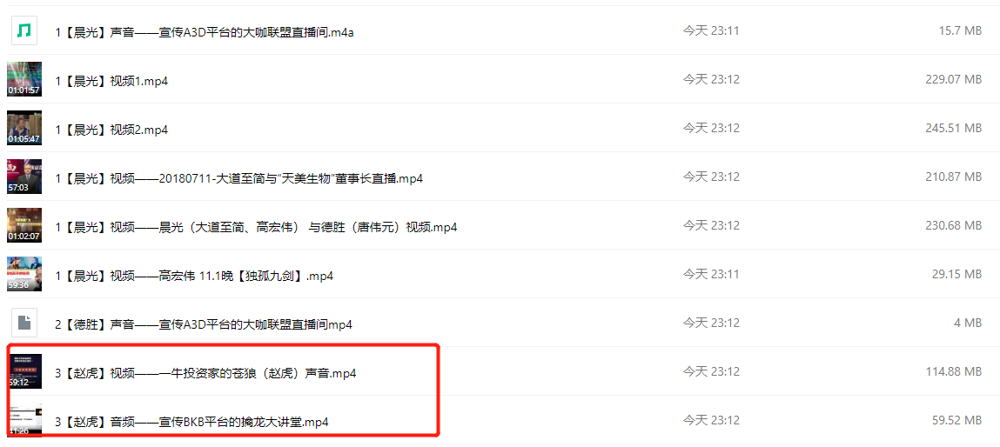 1【晨光】声音——宣传A3D平台的大咖联盟直播间.m4a 今天 23:11 15.7 MB
01:01:57 1【晨光】视频1.mp4 今天 23:12 229.07 MB
01:05:47 1【晨光】视频2.mp4 今天 23:12 245.51 MB
57:03 1【晨光】视频——20180711-大道至简与“天美生物”董事长直播.mp4 今天 23:12 210.87 MB
01:02:07 1【晨光】视频——晨光（大道至简、高宏伟） 与德胜（唐伟元）视频.mp4 今天 23:12 230.68 MB
59:36 1【晨光】视频——高宏伟 11.1晚【独孤九剑】.mp4 今天 23:11 29.15 MB
2【德胜】声音——宣传A3D平台的大咖联盟直播间mp4 今天 23:12 4 MB
59:12 3【赵虎】视频——一牛投资家的苍狼（赵虎）声音.mp4 今天 23:12 114.88 MB
3【赵虎】音频——宣传BKB平台的擒龙大讲堂.mp4 今天 23:12 59.52 MB